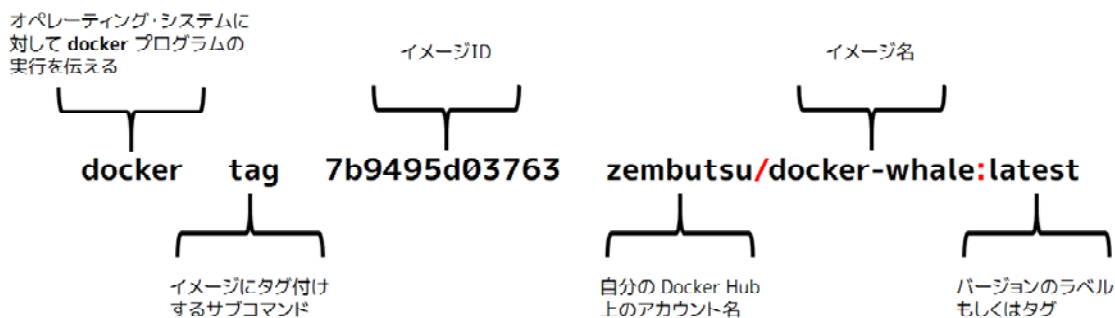 オペレーティング・システムに
対して docker プログラムの
実行を伝える
イメージID
イメージ名
docker tag 7b9495d03763 zembutsu/docker-whale:latest
イメージにタグ付け
するサブコマンド
自分の Docker Hub
上のアカウント名
バージョンのラベル
もしくはタグ